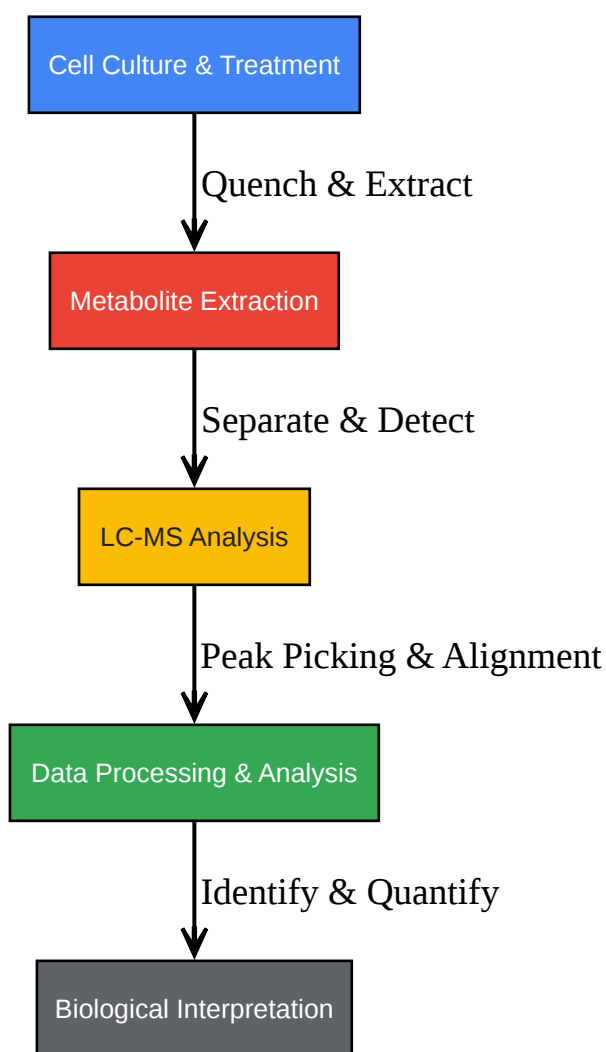 Cell Culture & Treatment
Quench & Extract
Metabolite Extraction
Separate & Detect
LC-MS Analysis
Peak Picking & Alignment
Data Processing & Analysis
Identify & Quantify
Biological Interpretation